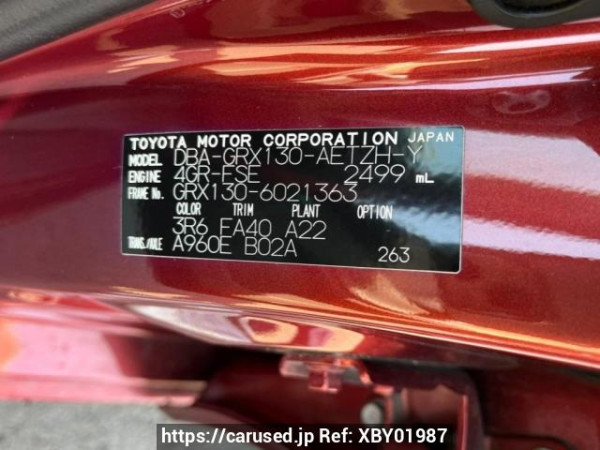 TOYOTA MOTOR CORPORATION JAPAN
MODEL DBA-GRX130-AETZH-Y
ENGINE 4GR-FSE 2499 mL
FRAME No. GRX130-6021363
COLOR TRIM PLANT OPTION
3R6 FA40 A22
TRANS./AXLE A960E B02A 263
https://carused.jp Ref: XBY01987